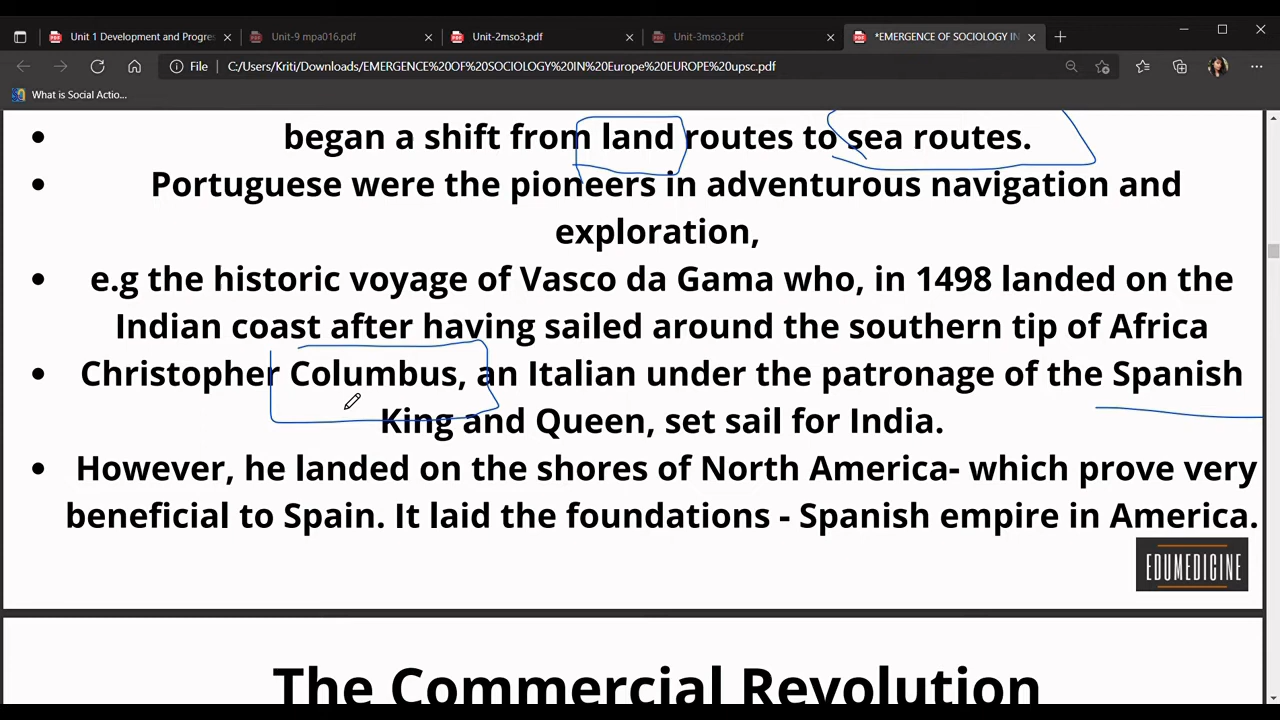 Unit 1 Development and Progres
Unit-9 mpa016.pdf
Unit-2mso3.pdf
Unit-3mso3.pdf
*EMERGENCE OF SOCIOLOGY IN
File
C:/Users/Kriti/Downloads/EMERGENCE%20OF%20SOCIOLOGY%20IN%20Europe%20EUROPE%20upsc.pdf
What is Social Actio...
• began a shift from land routes to sea routes.
• Portuguese were the pioneers in adventurous navigation and
exploration,
• e.g the historic voyage of Vasco da Gama who, in 1498 landed on the
Indian coast after having sailed around the southern tip of Africa
• Christopher Columbus, an Italian under the patronage of the Spanish
King and Queen, set sail for India.
• However, he landed on the shores of North America- which prove very
beneficial to Spain. It laid the foundations - Spanish empire in America.
EDUMEDICINE
The Commercial Revolution